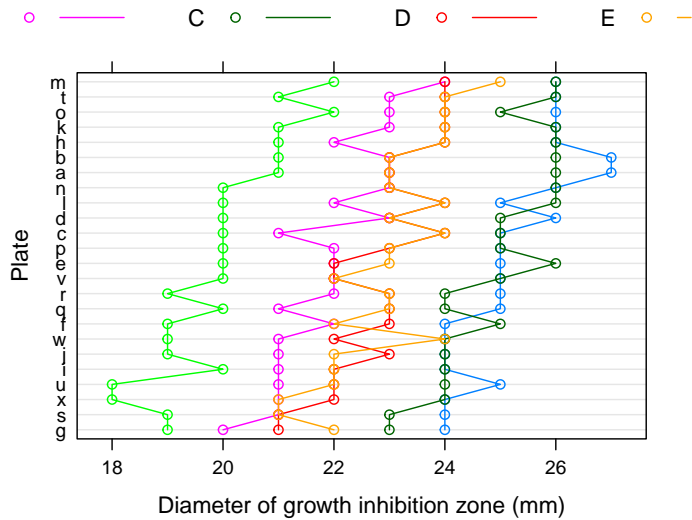 C D E
m
t
o
k
h
b
a
n
l
d
c
p
e
v
r
q
f
w
j
i
u
x
s
g
Plate
18 20 22 24 26
Diameter of growth inhibition zone (mm)